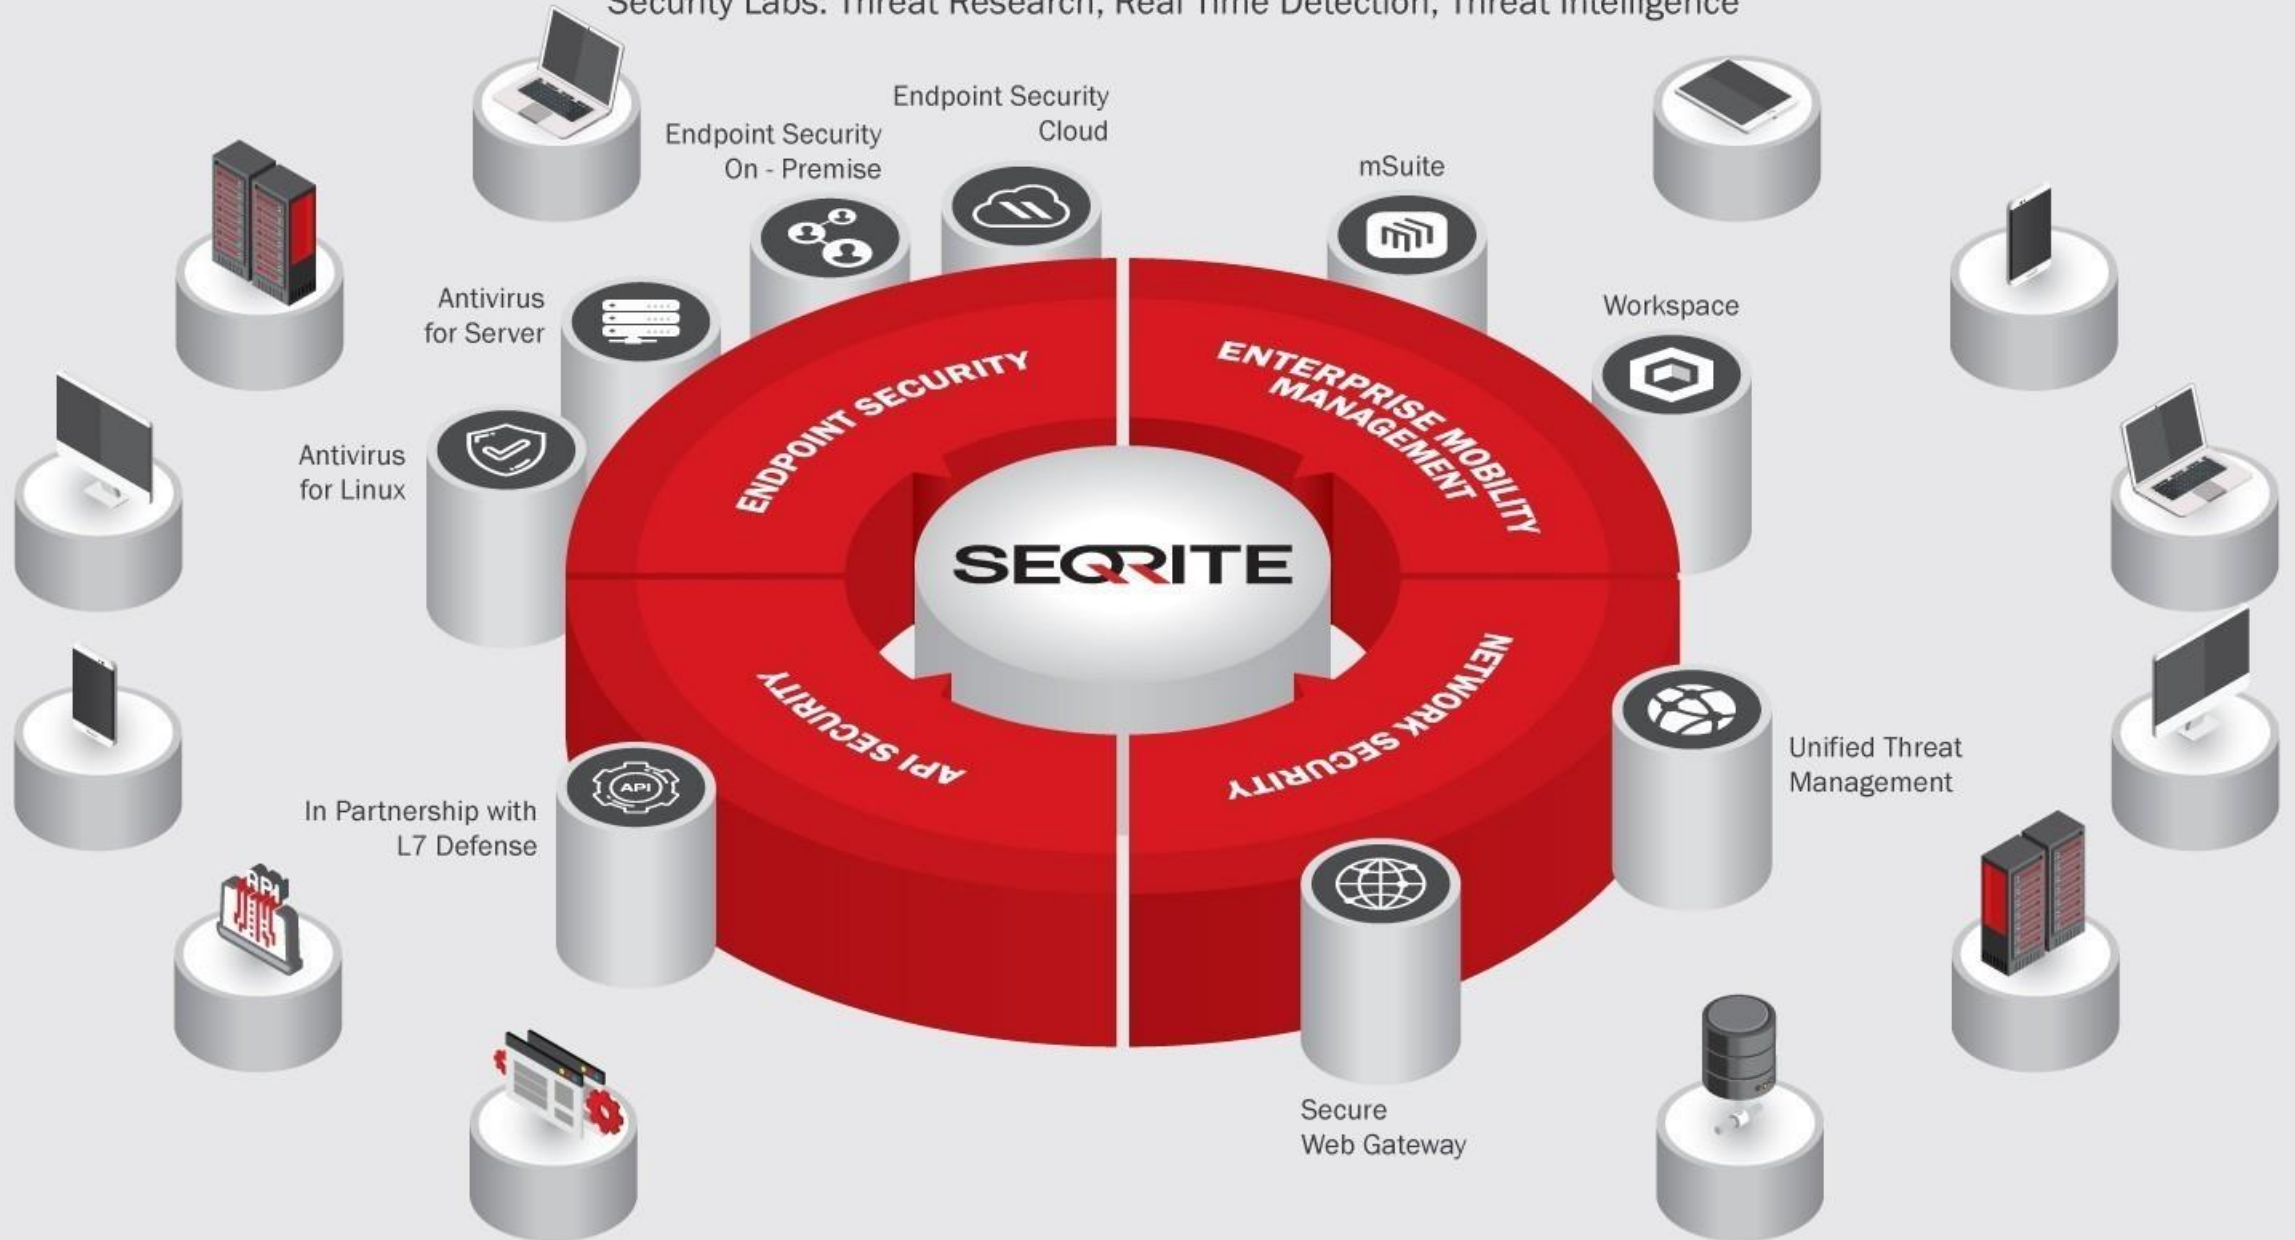 Security Labs: Threat Research, Real Time Detection, Threat Intelligence
Endpoint Security
Cloud
Endpoint Security
On - Premise
mSuite
Antivirus
for Server
Workspace
Antivirus
for Linux
ENDPOINT SECURITY
ENTERPRISE MOBILITY
MANAGEMENT
SEQRITE
API SECURITY
NETWORK SECURITY
Unified Threat
Management
API
In Partnership with
L7 Defense
API
Secure
Web Gateway